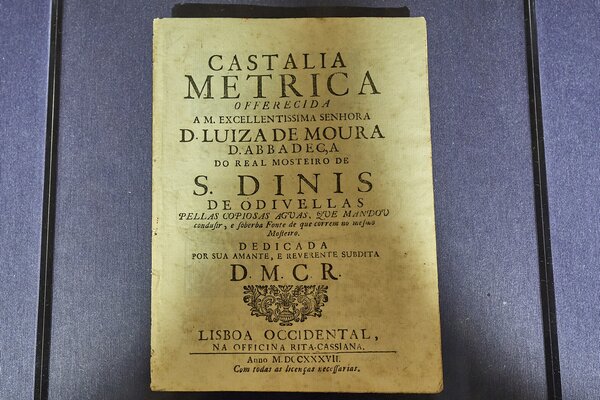 CASTALIA
METRICA
OFFERECIDA
A M. EXCELLENTISSIMA SENHORA
D. LUIZA DE MOURA
D. ABBADEC,A
DO REAL MOSTEIRO DE
S. DINIS
DE ODIVELLAS
PELLAS COPIOSAS AGUAS, QUE MANDOU
condusir, e soberba Fonte de que correm no mesmo
Mosteiro.
DEDICADA
POR SUA AMANTE, E REVERENTE SUBDITA
D. M. C. R.
LISBOA OCCIDENTAL,
NA OFFICINA RITA-CASSIANA.
Anno M. DCCXXXVII.
Com todas as licenças necessarias.